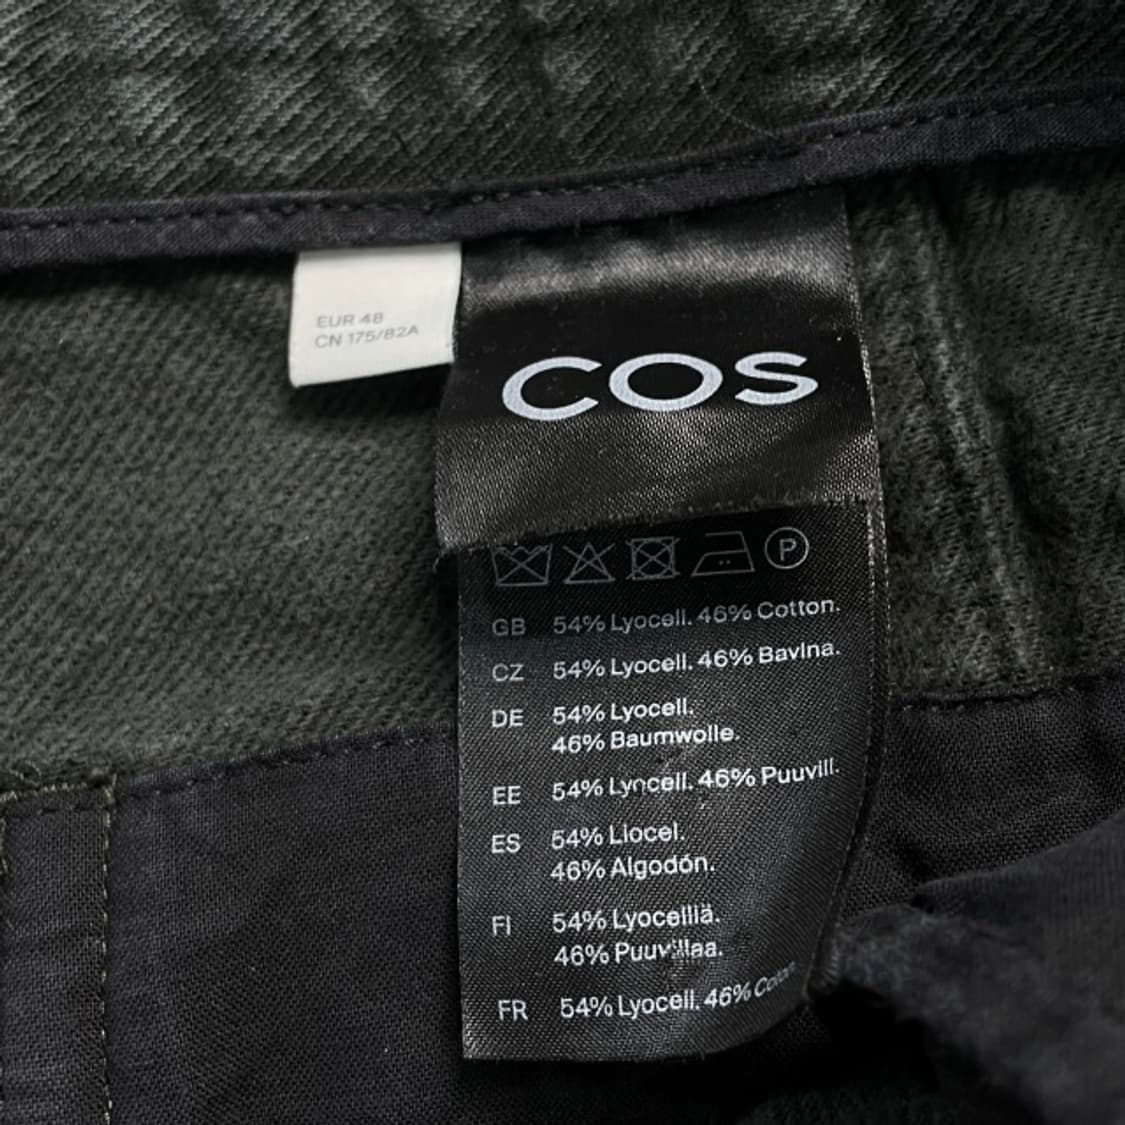 EUR 48
CN 175/82A
COS
P
GB 54% Lyocell. 46% Cotton.
CZ 54% Lyocell. 46% Bavlna.
DE 54% Lyocell.
46% Baumwolle.
EE 54% Lyocell. 46% Puuvill.
ES 54% Liocel.
46% Algodón.
FI 54% Lyocelliä.
46% Puuvillaa.
FR 54% Lyocell. 46% Coton